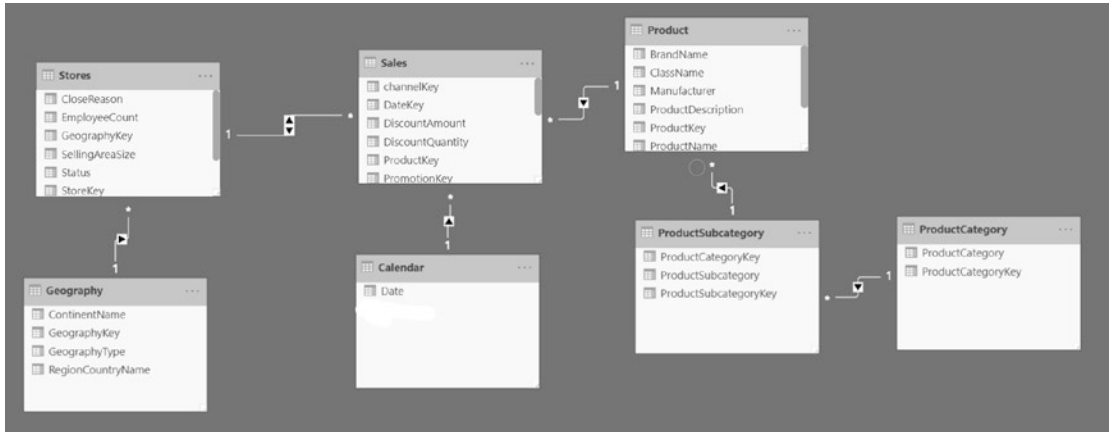 Stores
CloseReason
EmployeeCount
GeographyKey
SellingAreaSize
Status
StoreKey
1
*
Sales
channelKey
DateKey
DiscountAmount
DiscountQuantity
ProductKey
PromotionKey
*
1
Product
BrandName
ClassName
Manufacturer
ProductDescription
ProductKey
ProductName
*
1
Geography
ContinentName
GeographyKey
GeographyType
RegionCountryName
*
1
Calendar
Date
*
1
ProductSubcategory
ProductCategoryKey
ProductSubcategory
ProductSubcategoryKey
*
1
ProductCategory
ProductCategory
ProductCategoryKey